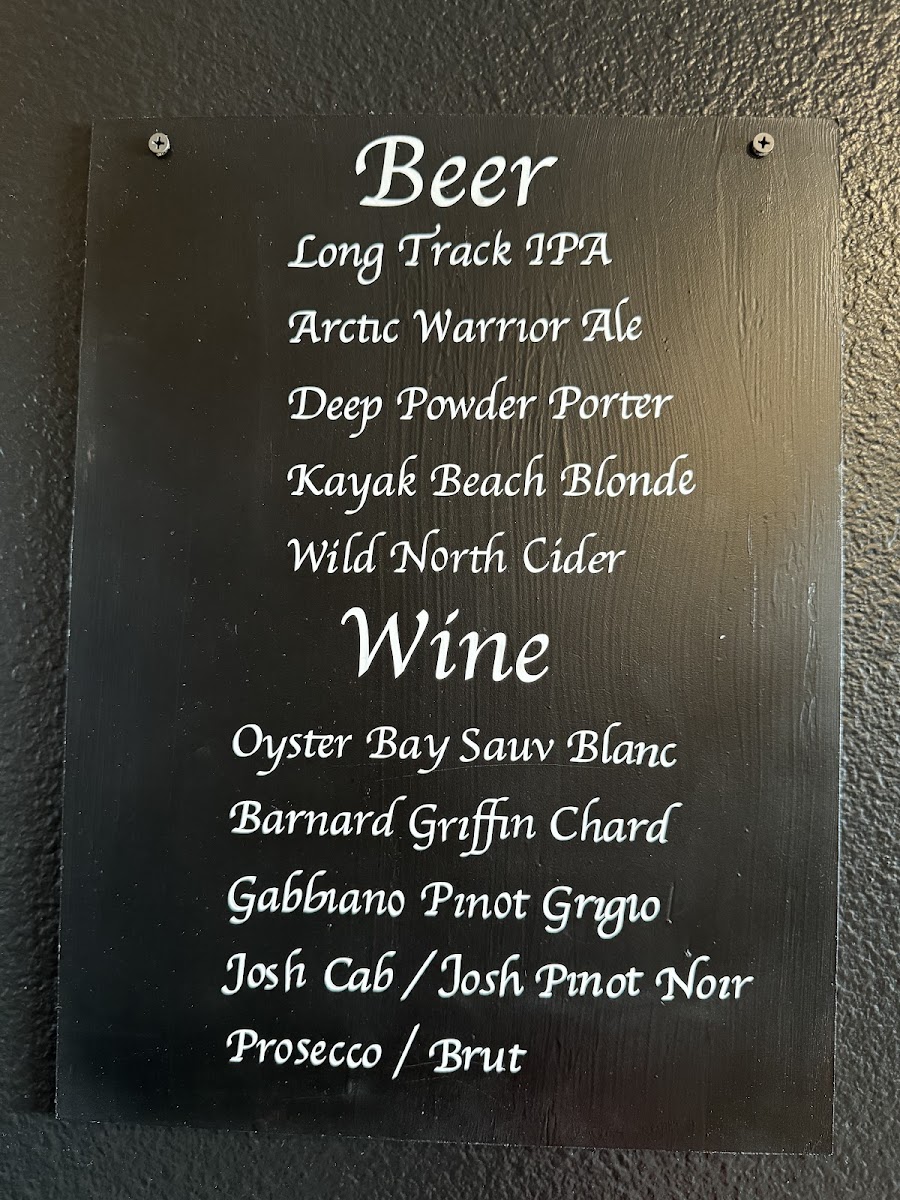 Beer
Long Track IPA
Arctic Warrior Ale
Deep Powder Porter
Kayak Beach Blonde
Wild North Cider
Wine
Oyster Bay Sauv Blanc
Barnard Griffin Chard
Gabbiano Pinot Grigio
Josh Cab / Josh Pinot Noir
Prosecco / Brut